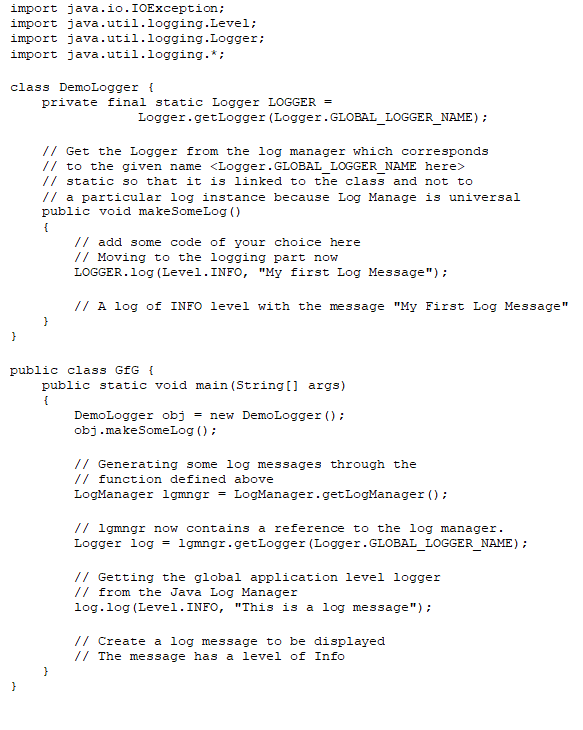 import java.io.IOException;
import java.util.logging.Level;
import java.util.logging.Logger;
import java.util.logging.*;

class DemoLogger {
    private final static Logger LOGGER =
                Logger.getLogger(Logger.GLOBAL_LOGGER_NAME);

    // Get the Logger from the log manager which corresponds
    // to the given name <Logger.GLOBAL_LOGGER_NAME here>
    // static so that it is linked to the class and not to
    // a particular log instance because Log Manage is universal
    public void makeSomeLog()
    {
        // add some code of your choice here
        // Moving to the logging part now
        LOGGER.log(Level.INFO, "My first Log Message");

        // A log of INFO level with the message "My First Log Message"
    }
}

public class GfG {
    public static void main(String[] args)
    {
        DemoLogger obj = new DemoLogger();
        obj.makeSomeLog();

        // Generating some log messages through the
        // function defined above
        LogManager lgmngr = LogManager.getLogManager();

        // lgmngr now contains a reference to the log manager.
        Logger log = lgmngr.getLogger(Logger.GLOBAL_LOGGER_NAME);

        // Getting the global application level logger
        // from the Java Log Manager
        log.log(Level.INFO, "This is a log message");

        // Create a log message to be displayed
        // The message has a level of Info
    }
}